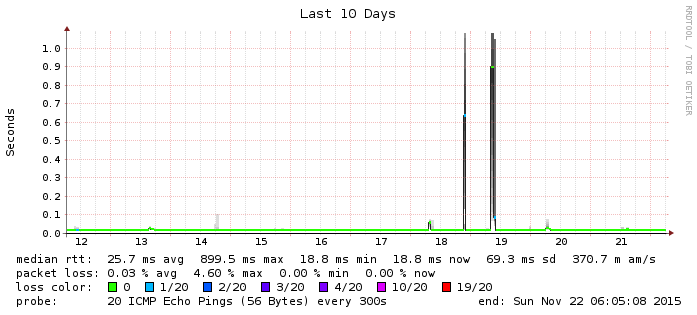 Last 10 Days
RRDTOOL / TOBI OETIKER
Seconds
1.0
0.9
0.8
0.7
0.6
0.5
0.4
0.3
0.2
0.1
0.0
12 13 14 15 16 17 18 19 20 21
median rtt: 25.7 ms avg 899.5 ms max 18.8 ms min 18.8 ms now 69.3 ms sd 370.7 m am/s
packet loss: 0.03 % avg 4.60 % max 0.00 % min 0.00 % now
loss color: 0 1/20 2/20 3/20 4/20 10/20 19/20
probe: 20 ICMP Echo Pings (56 Bytes) every 300s end: Sun Nov 22 06:05:08 2015